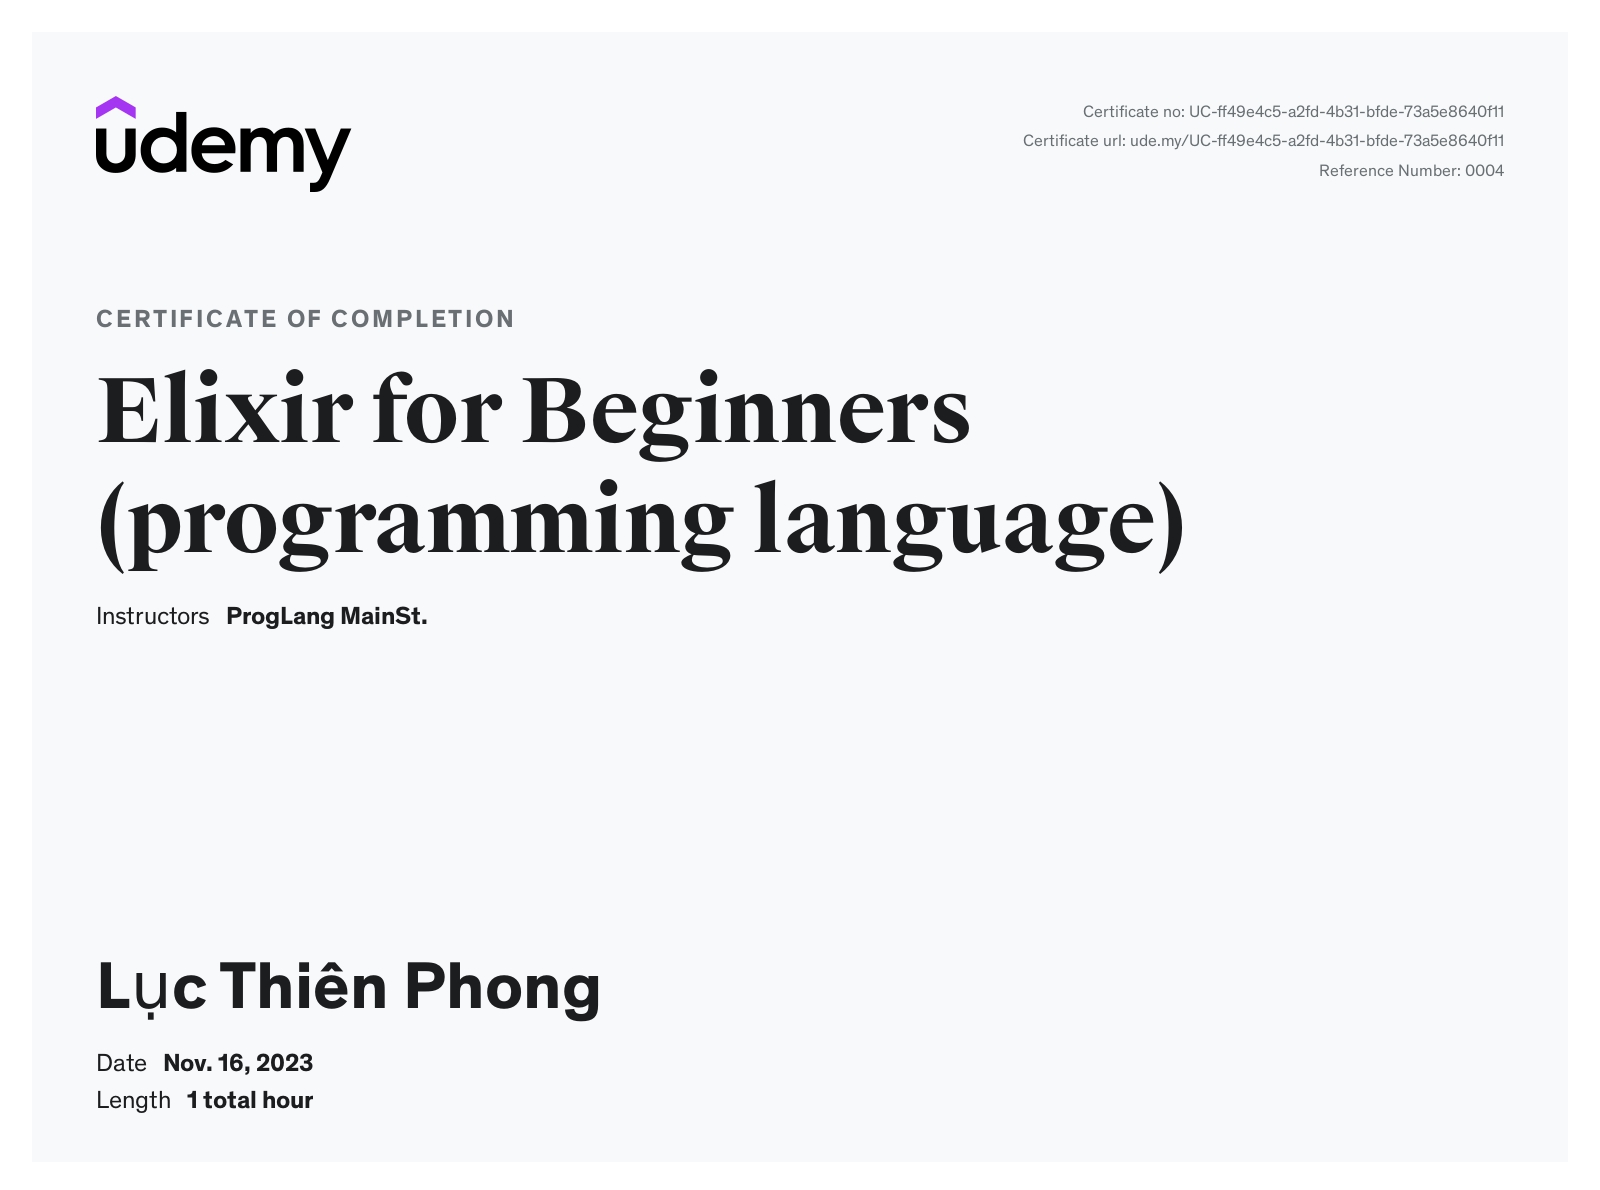 udemy
Certificate no: UC-ff49e4c5-a2fd-4b31-bfde-73a5e8640f11
Certificate url: ude.my/UC-ff49e4c5-a2fd-4b31-bfde-73a5e8640f11
Reference Number: 0004
CERTIFICATE OF COMPLETION
Elixir for Beginners
(programming language)
Instructors ProgLang MainSt.
Lục Thiên Phong
Date Nov. 16, 2023
Length 1 total hour